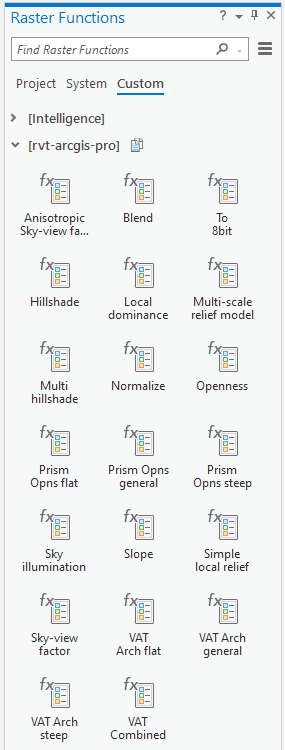 Raster Functions
?
Find Raster Functions
Project System Custom
[Intelligence]
[rvt-arcgis-pro]
fx fx fx
Anisotropic Blend To
Sky-view fa... 8bit
fx fx fx
Hillshade Local Multi-scale
dominance relief model
fx fx fx
Multi Normalize Openness
hillshade
fx fx fx
Prism Prism Opns Prism
Opns flat general Opns steep
fx fx fx
Sky Slope Simple
illumination local relief
fx fx fx
Sky-view VAT VAT Arch
factor Arch flat general
fx fx
VAT Arch VAT
steep Combined